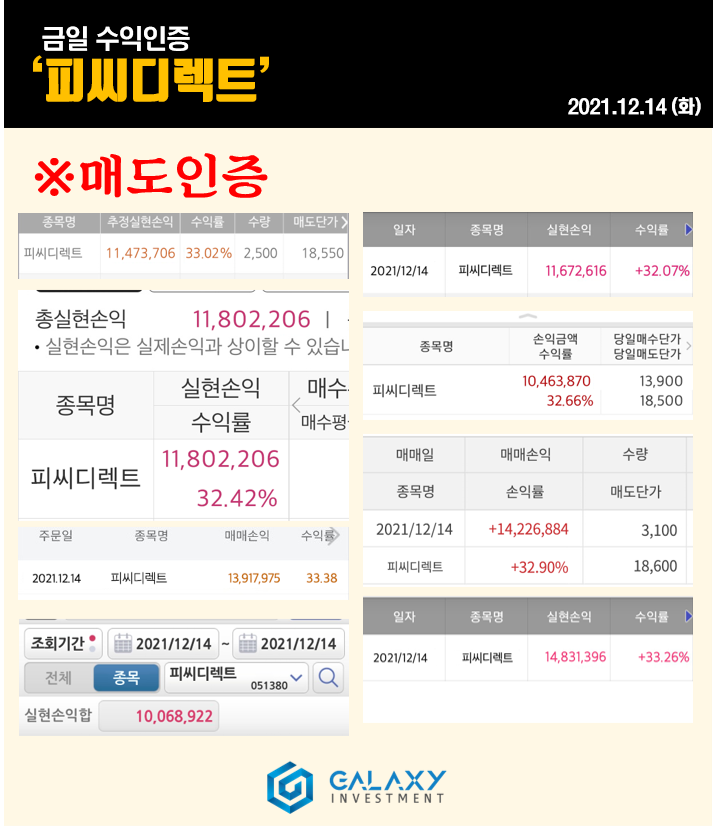 금일 수익인증
‘피씨디렉트’
2021.12.14 (화)
※매도인증
종목명 추정실현손익 수익률 수량 매도단가
피씨디렉트 11,473,706 33.02% 2,500 18,550
총실현손익 11,802,206
• 실현손익은 실제손익과 상이할 수 있습니
종목명 실현손익 매수
수익률 매수평
피씨디렉트 11,802,206
32.42%
주문일 종목명 매매손익 수익률
2021.12.14 피씨디렉트 13,917,975 33.38
조회기간 2021/12/14 ~ 2021/12/14
전체 종목 피씨디렉트 051380
실현손익합 10,068,922
일자 종목명 실현손익 수익률
2021/12/14 피씨디렉트 11,672,616 +32.07%
종목명 손익금액 당일매수단가
수익률 당일매도단가
피씨디렉트 10,463,870 13,900
32.66% 18,500
매매일 매매손익 수량
종목명 손익률 매도단가
2021/12/14 +14,226,884 3,100
피씨디렉트 +32.90% 18,600
일자 종목명 실현손익 수익률
2021/12/14 피씨디렉트 14,831,396 +33.26%
GALAXY
INVESTMENT